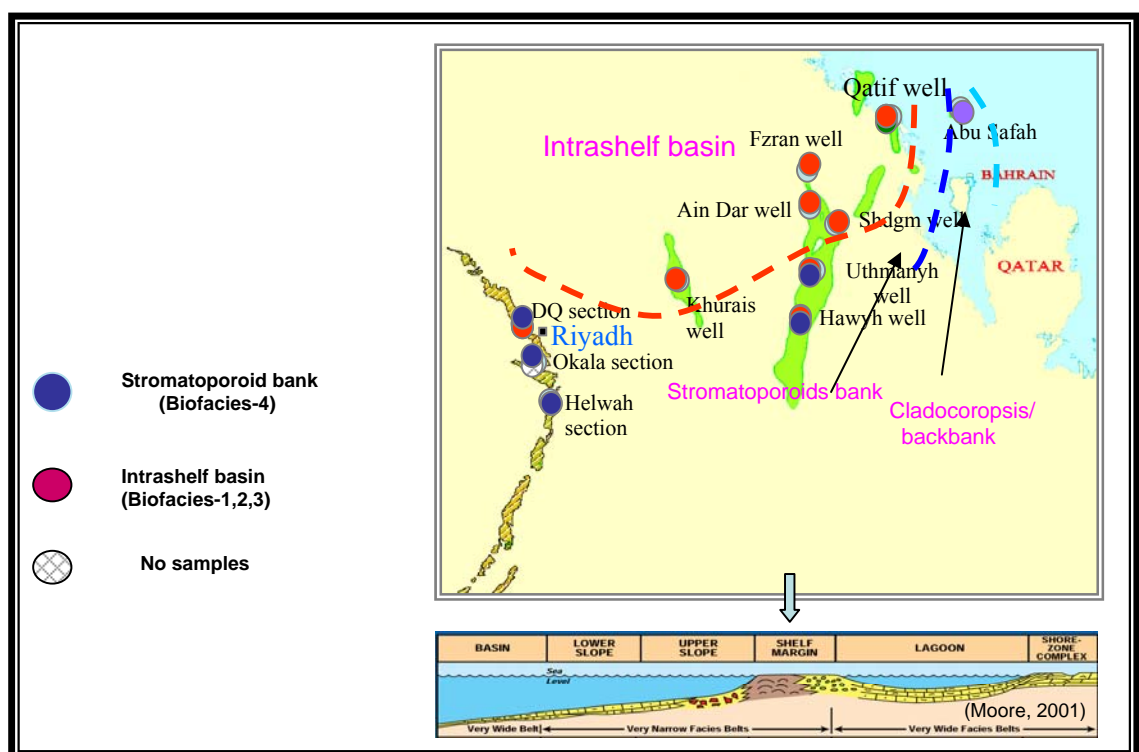 Qatif well
Abu Safah
Fzran well
Intrashelf basin
BAHRAIN
Ain Dar well
Shdgm well
QATAR
Uthmanyh
well
Khurais
well
DQ section
Hawyh well
Riyadh
Okala section
Stromatoporoids bank
Cladocoropsis/
backbank
Helwah
section
Stromatoporoid bank
(Biofacies-4)
Intrashelf basin
(Biofacies-1,2,3)
No samples
BASIN
LOWER
SLOPE
UPPER
SLOPE
SHELF
MARGIN
LAGOON
SHORE-
ZONE
COMPLEX
Sea
Level
(Moore, 2001)
Very Wide Belt
Very Narrow Facies Belts
Very Wide Facies Belts